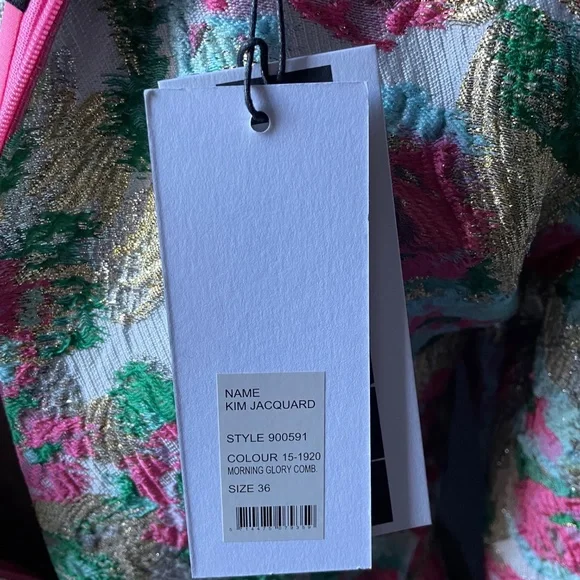 NAME
KIM JACQUARD
STYLE 900591
COLOUR 15-1920
MORNING GLORY COMB.
SIZE 36